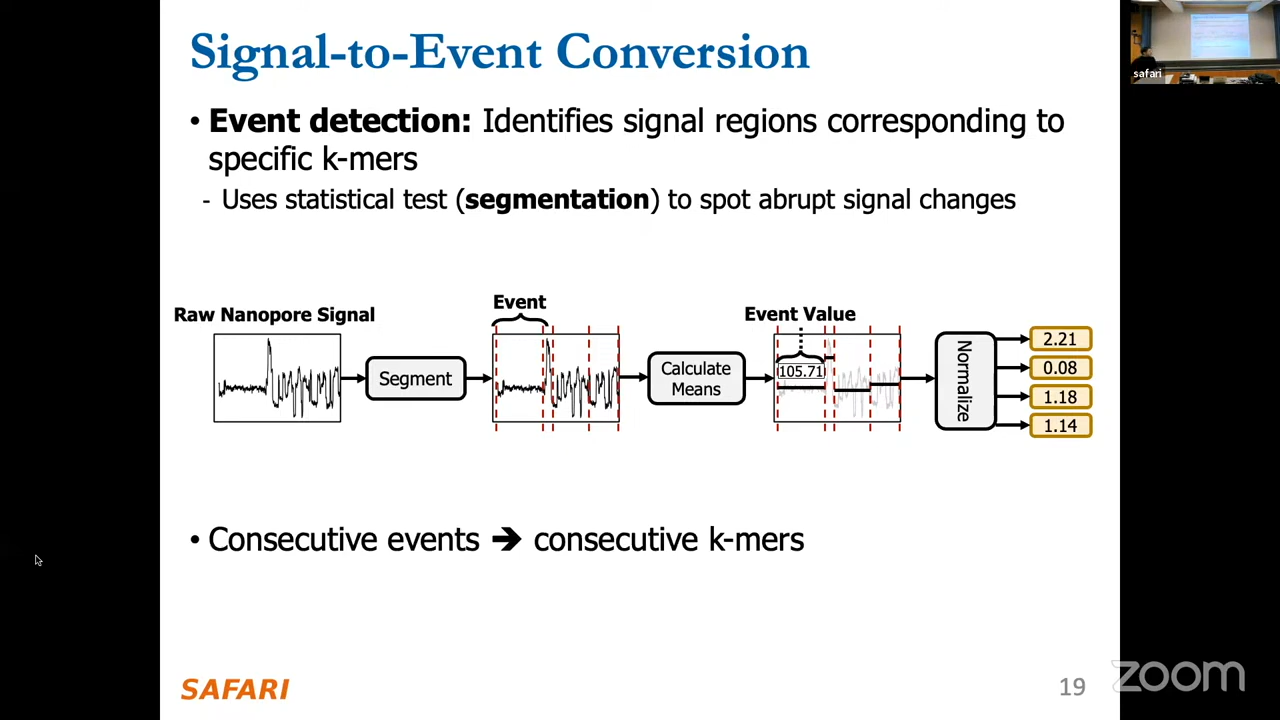 Signal-to-Event Conversion
safari
• Event detection: Identifies signal regions corresponding to
specific k-mers
- Uses statistical test (segmentation) to spot abrupt signal changes
Raw Nanopore Signal
Event
Event Value
Segment
Calculate
Means
105.71
Normalize
2.21
0.08
1.18
1.14
• Consecutive events ➔ consecutive k-mers
SAFARI
19
zoom